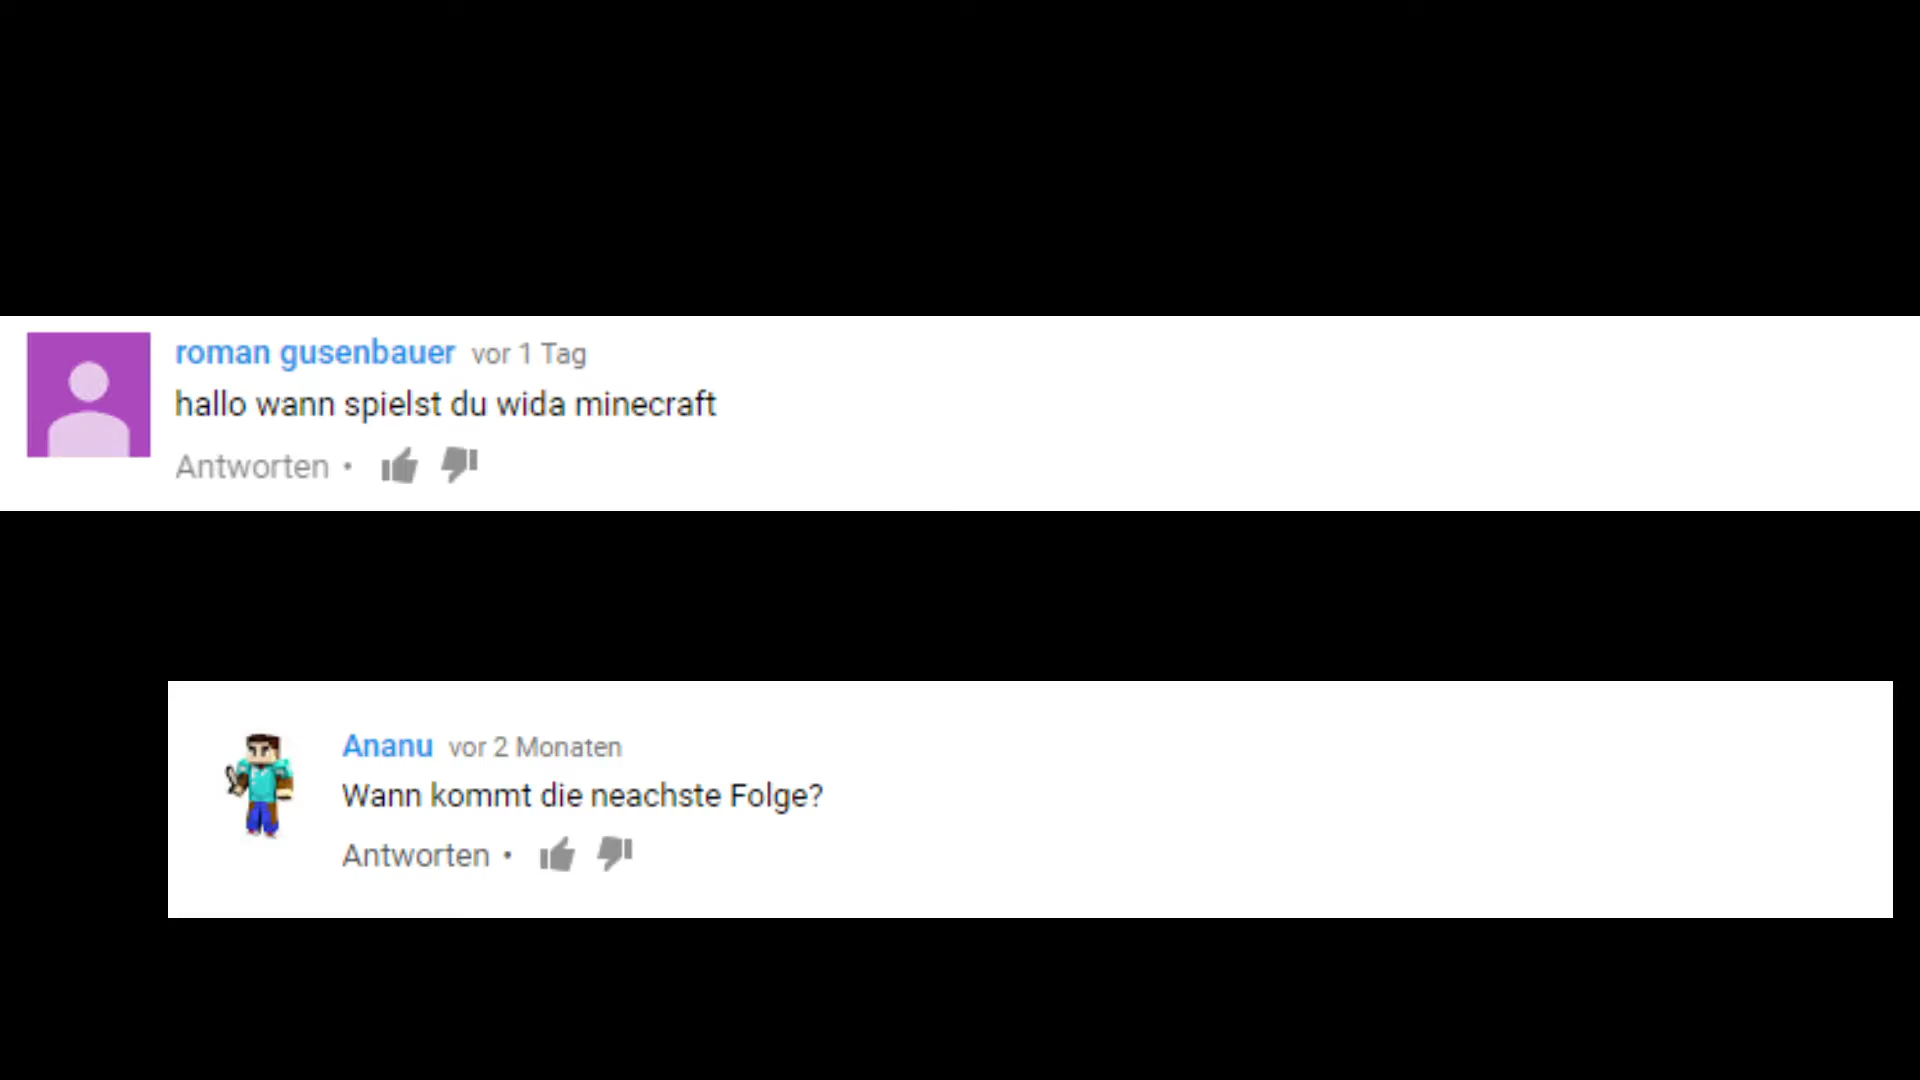 roman gusenbauer vor 1 Tag
hallo wann spielst du wida minecraft
Antworten •
Ananu vor 2 Monaten
Wann kommt die neachste Folge?
Antworten •